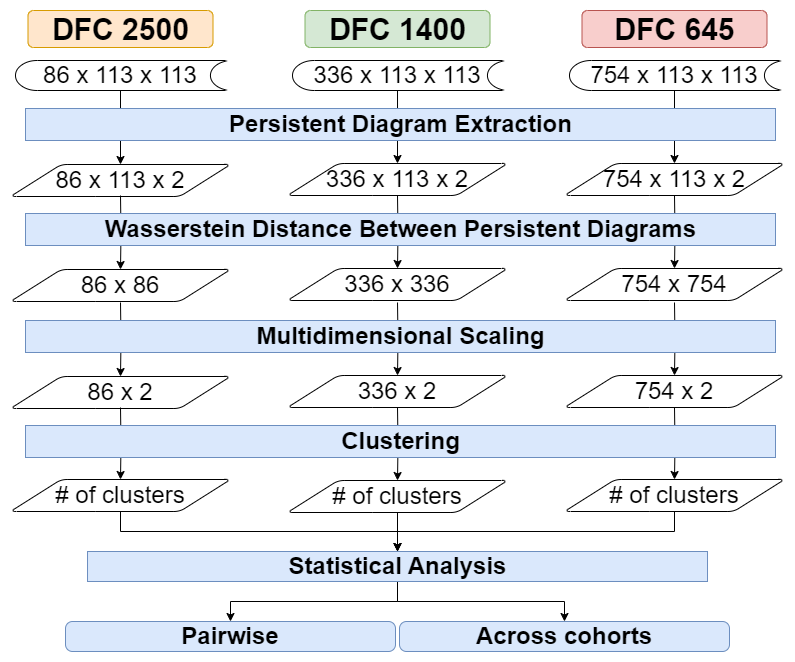 DFC 2500 DFC 1400 DFC 645
86 x 113 x 113 336 x 113 x 113 754 x 113 x 113
Persistent Diagram Extraction
86 x 113 x 2 336 x 113 x 2 754 x 113 x 2
Wasserstein Distance Between Persistent Diagrams
86 x 86 336 x 336 754 x 754
Multidimensional Scaling
86 x 2 336 x 2 754 x 2
Clustering
# of clusters # of clusters # of clusters
Statistical Analysis
Pairwise Across cohorts